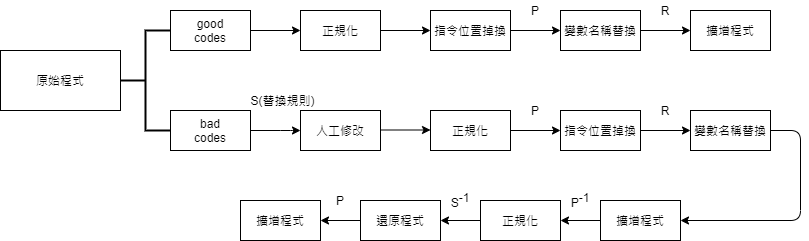 原始程式
good
codes
正規化
指令位置掉換
P
變數名稱替換
R
擴增程式
bad
codes
S(替換規則)
人工修改
正規化
P
指令位置掉換
R
變數名稱替換
擴增程式
P
還原程式
S-1
正規化
P-1
擴增程式